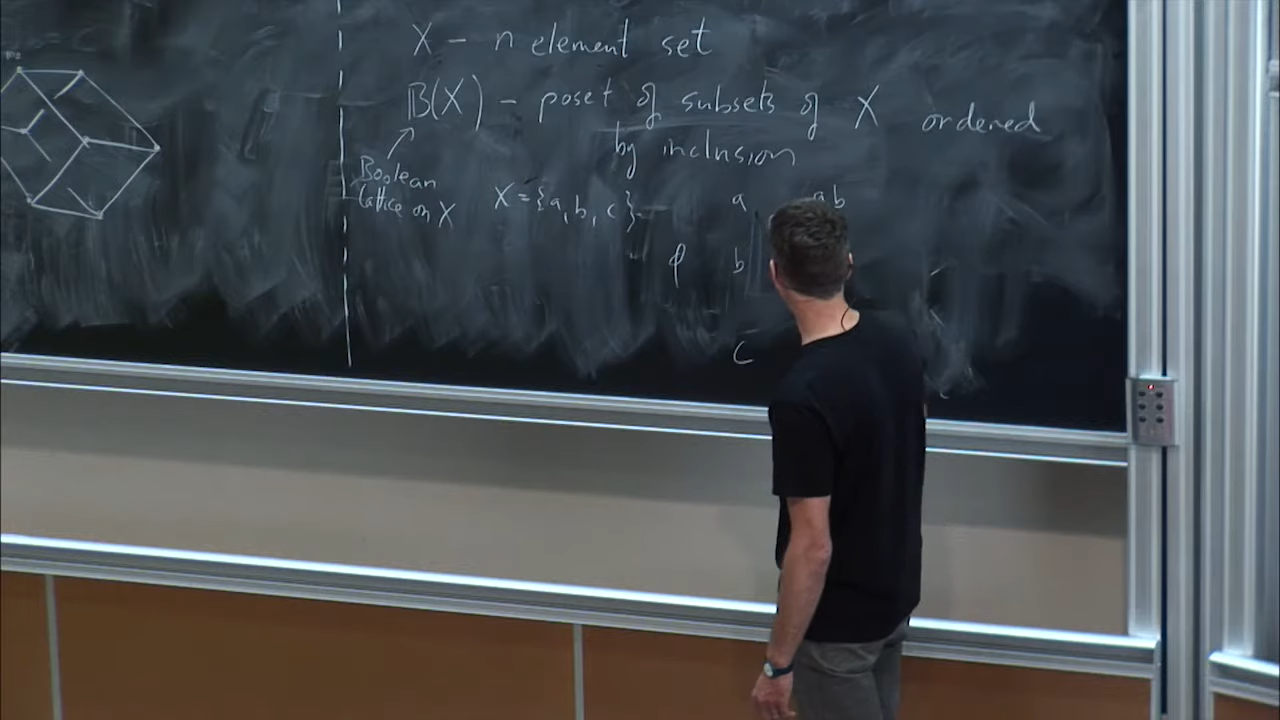 X – n element set
𝔹(X) – poset of subsets of X ordered
by inclusion
Boolean
lattice on X
X = {a, b, c}
a ab
φ b
c